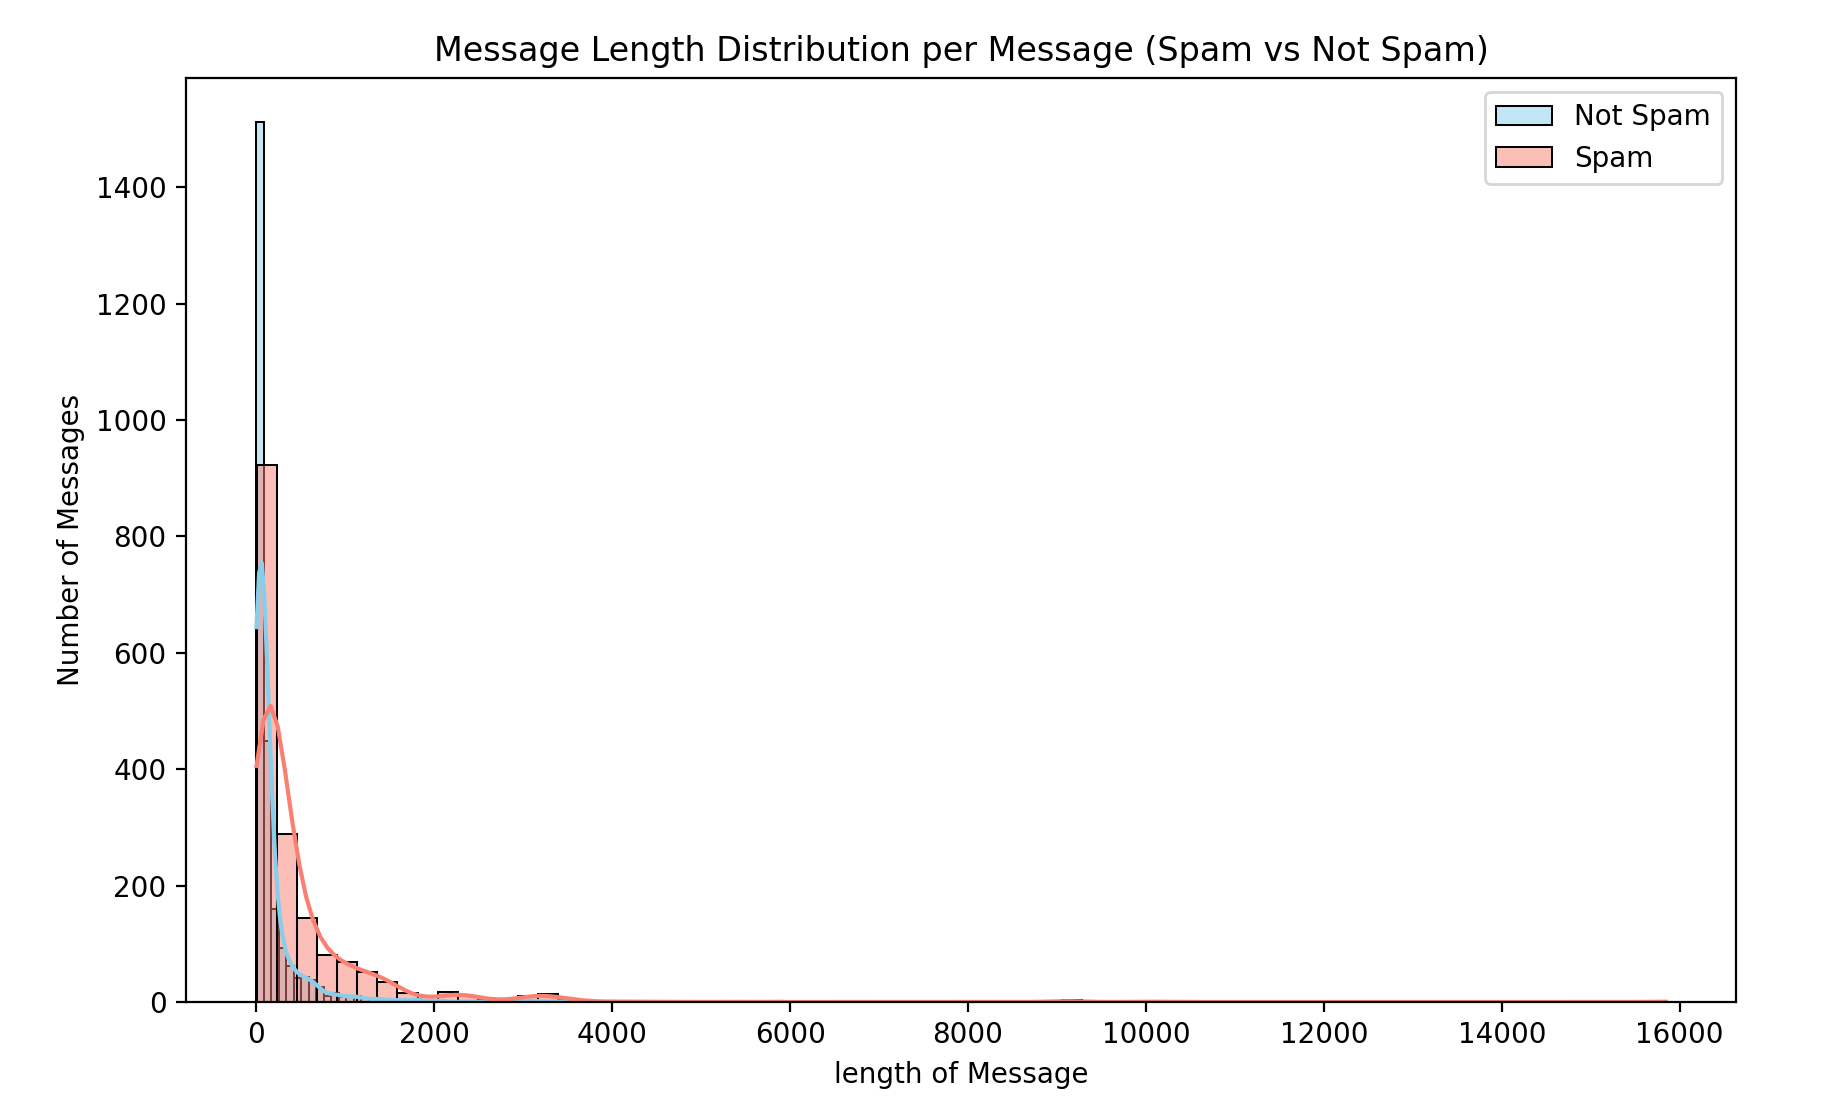 Message Length Distribution per Message (Spam vs Not Spam)
Not Spam
Spam
Number of Messages
1400
1200
1000
800
600
400
200
0
0 2000 4000 6000 8000 10000 12000 14000 16000
length of Message